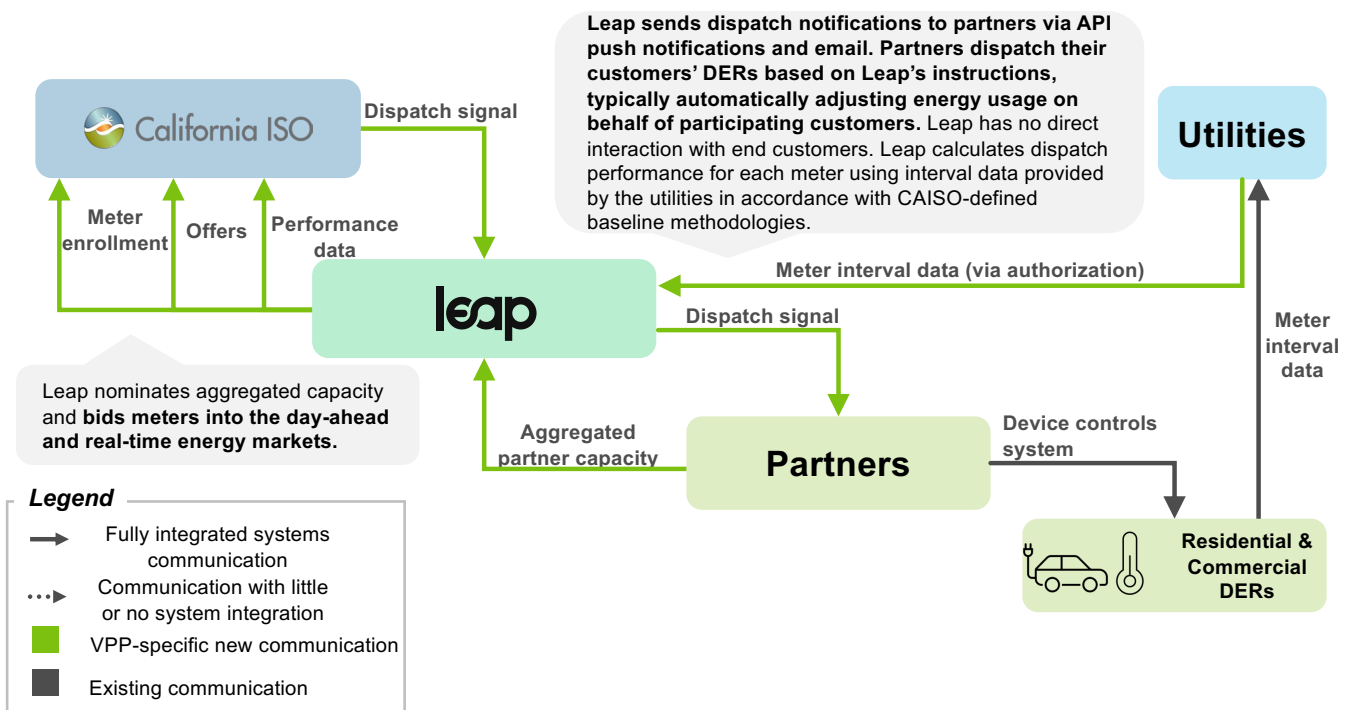 Leap sends dispatch notifications to partners via API
push notifications and email. Partners dispatch their
customers’ DERs based on Leap’s instructions,
typically automatically adjusting energy usage on
behalf of participating customers. Leap has no direct
interaction with end customers. Leap calculates dispatch
performance for each meter using interval data provided
by the utilities in accordance with CAISO-defined
baseline methodologies.
California ISO
Dispatch signal
Utilities
Meter
enrollment
Offers
Performance
data
Meter interval data (via authorization)
leap
Dispatch signal
Meter
interval
data
Leap nominates aggregated capacity
and bids meters into the day-ahead
and real-time energy markets.
Aggregated
partner capacity
Partners
Device controls
system
Residential &
Commercial
DERs
Legend
Fully integrated systems
communication
Communication with little
or no system integration
VPP-specific new communication
Existing communication